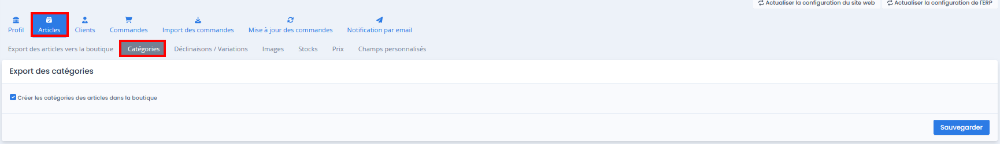 Actualiser la configuration du site web Actualiser la configuration de l'ERP
Profil Articles Clients Commandes Import des commandes Mise à jour des commandes Notification par email
Export des articles vers la boutique Catégories Déclinaisons / Variations Images Stocks Prix Champs personnalisés
Export des catégories
Créer les catégories des articles dans la boutique
Sauvegarder